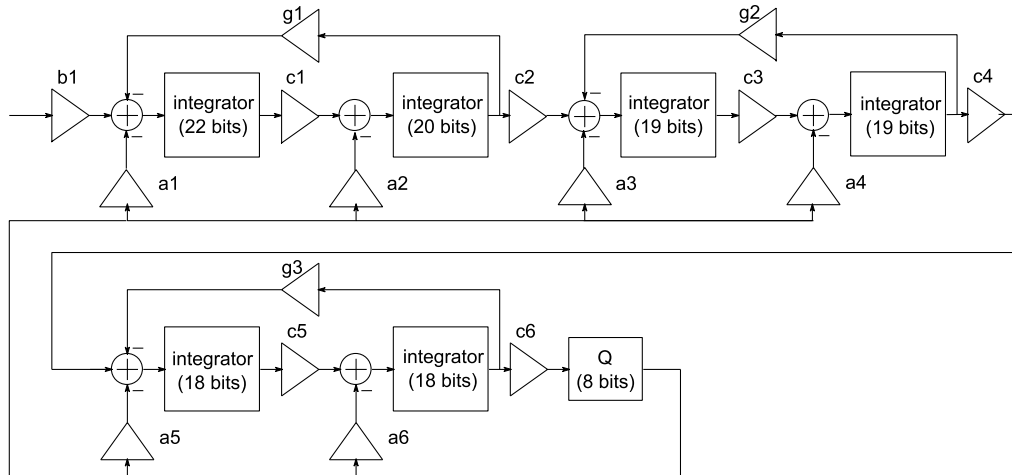 g1
g2
b1
c1
c2
c3
c4
integrator
(22 bits)
integrator
(20 bits)
integrator
(19 bits)
integrator
(19 bits)
a1
a2
a3
a4
g3
c5
c6
integrator
(18 bits)
integrator
(18 bits)
Q
(8 bits)
a5
a6